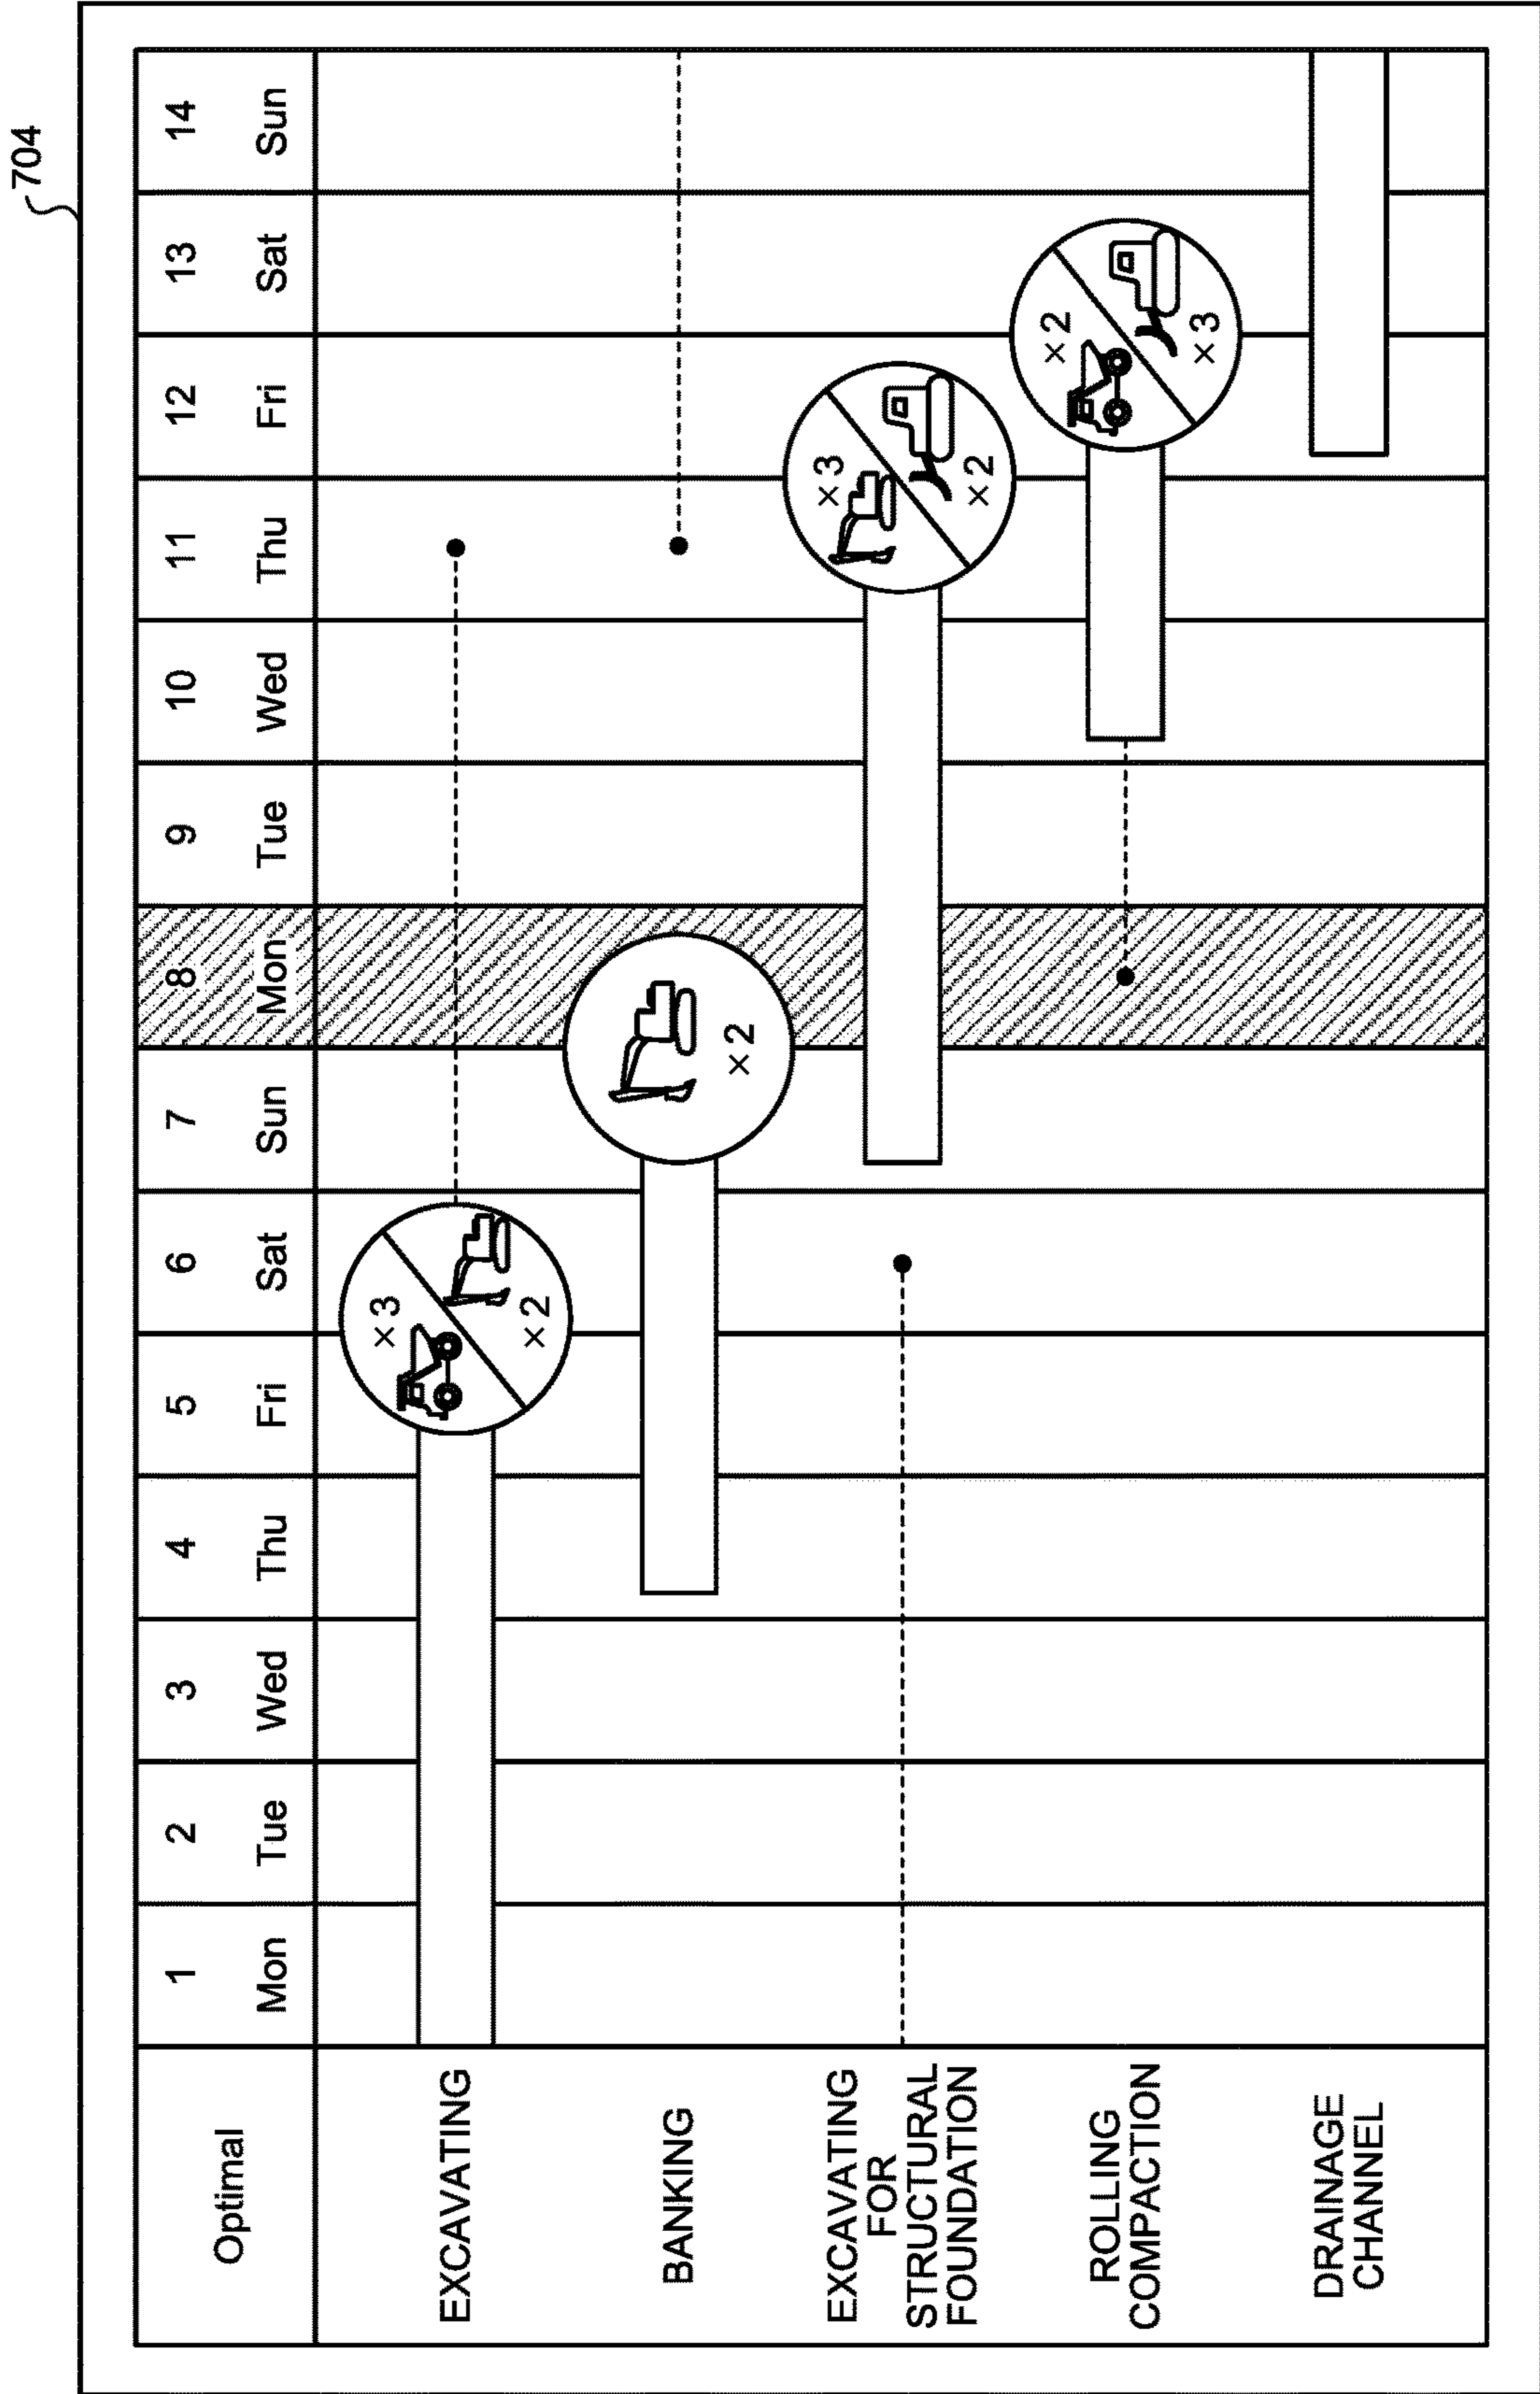 704
Optimal 1 2 3 4 5 6 7 8 9 10 11 12 13 14
Mon Tue Wed Thu Fri Sat Sun Mon Tue Wed Thu Fri Sat Sun
EXCAVATING
×3
×2
BANKING
×2
EXCAVATING
FOR
STRUCTURAL
FOUNDATION
×3
×2
ROLLING
COMPACTION
×2
×3
DRAINAGE
CHANNEL